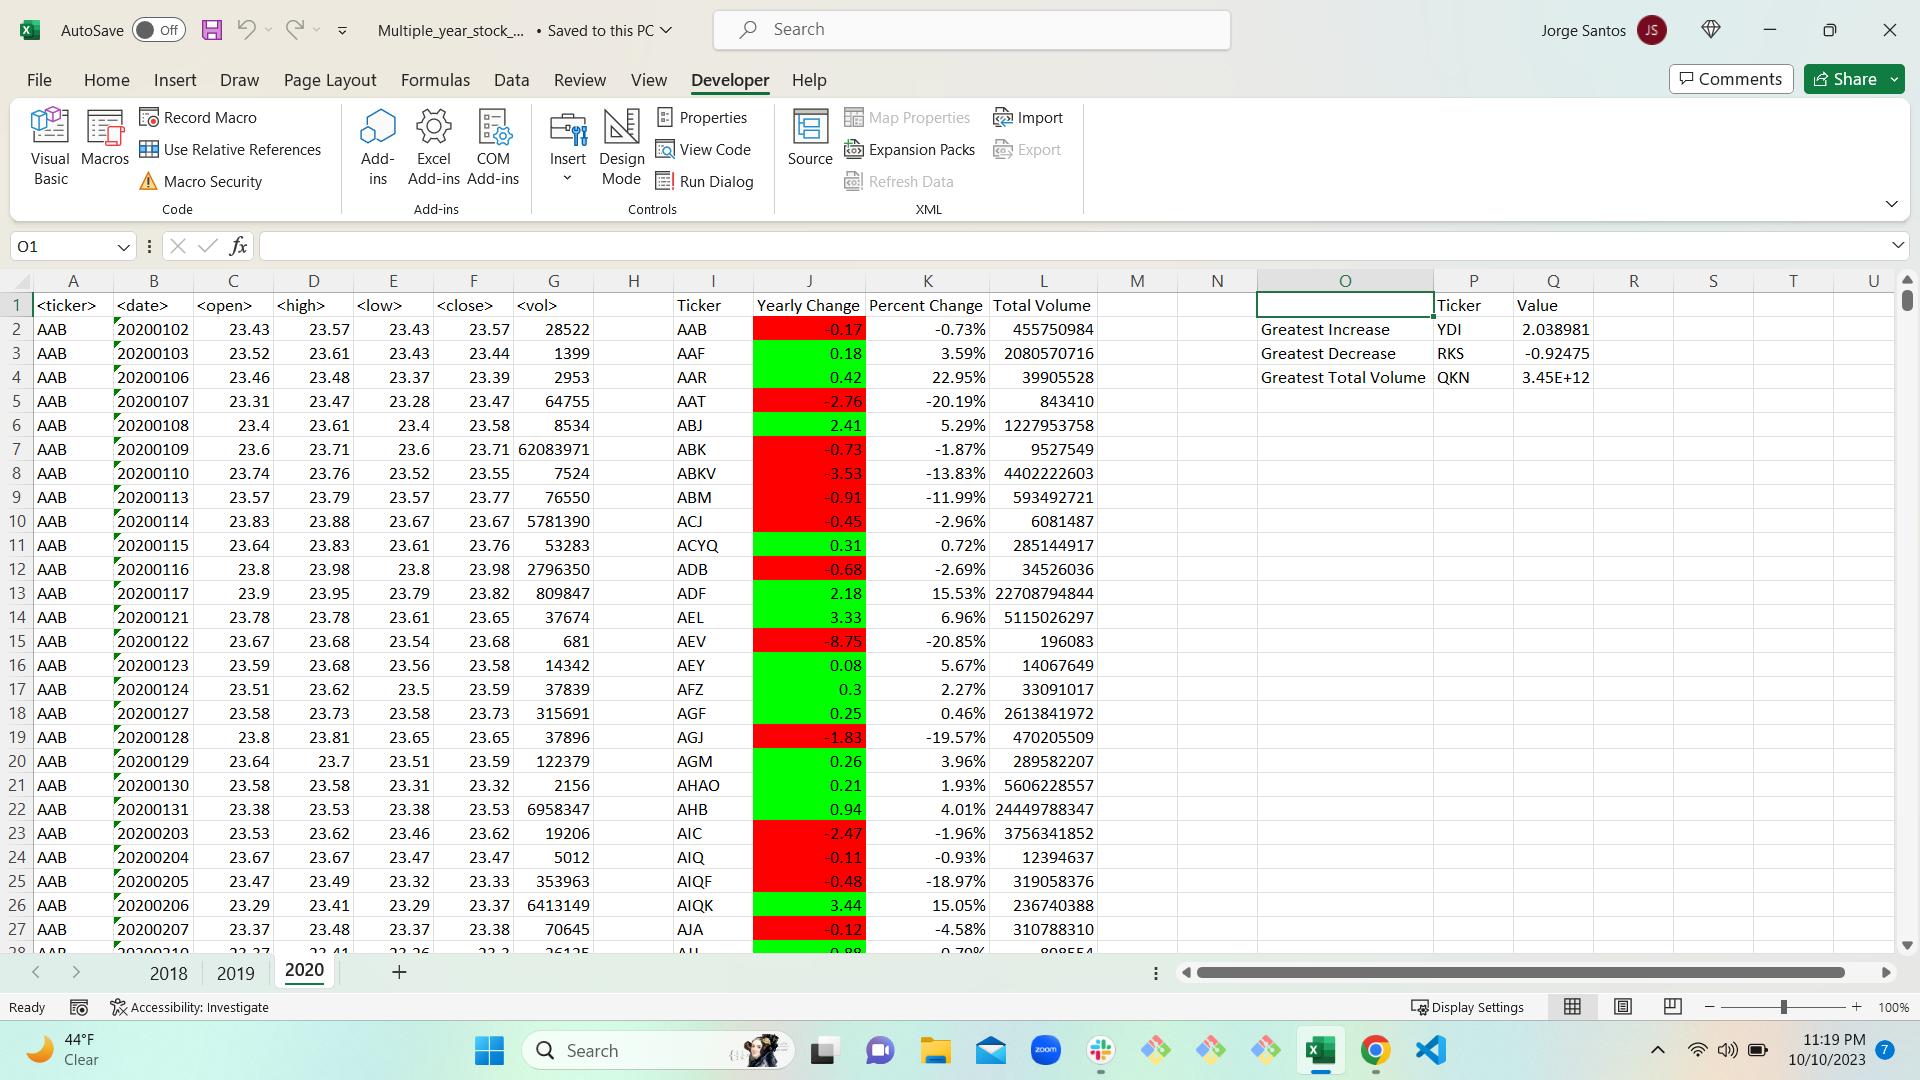 AutoSave Off Multiple_year_stock_... • Saved to this PC Search Jorge Santos JS
File Home Insert Draw Page Layout Formulas Data Review View Developer Help Comments Share
Visual Basic
Macros
Record Macro
Use Relative References
Macro Security
Code
Add-ins
Excel Add-ins
COM Add-ins
Add-ins
Insert
Design Mode
Properties
View Code
Run Dialog
Controls
Source
Map Properties
Expansion Packs
Refresh Data
Import
Export
XML
O1 fx
A B C D E F G H I J K L M N O P Q R S T U
1 <ticker> <date> <open> <high> <low> <close> <vol> Ticker Yearly Change Percent Change Total Volume Ticker Value
2 AAB 20200102 23.43 23.57 23.43 23.57 28522 AAB -0.17 -0.73% 455750984 Greatest Increase YDI 2.038981
3 AAB 20200103 23.52 23.61 23.43 23.44 1399 AAF 0.18 3.59% 2080570716 Greatest Decrease RKS -0.92475
4 AAB 20200106 23.46 23.48 23.37 23.39 2953 AAR 0.42 22.95% 39905528 Greatest Total Volume QKN 3.45E+12
5 AAB 20200107 23.31 23.47 23.28 23.47 64755 AAT -2.76 -20.19% 843410
6 AAB 20200108 23.4 23.61 23.4 23.58 8534 ABJ 2.41 5.29% 1227953758
7 AAB 20200109 23.6 23.71 23.6 23.71 62083971 ABK -0.73 -1.87% 9527549
8 AAB 20200110 23.74 23.76 23.52 23.55 7524 ABKV -3.53 -13.83% 4402222603
9 AAB 20200113 23.57 23.79 23.57 23.77 76550 ABM -0.91 -11.99% 593492721
10 AAB 20200114 23.83 23.88 23.67 23.67 5781390 ACJ -0.45 -2.96% 6081487
11 AAB 20200115 23.64 23.83 23.61 23.76 53283 ACYQ 0.31 0.72% 285144917
12 AAB 20200116 23.8 23.98 23.8 23.98 2796350 ADB -0.68 -2.69% 34526036
13 AAB 20200117 23.9 23.95 23.79 23.82 809847 ADF 2.18 15.53% 22708794844
14 AAB 20200121 23.78 23.78 23.61 23.65 37674 AEL 3.33 6.96% 5115026297
15 AAB 20200122 23.67 23.68 23.54 23.68 681 AEV -8.75 -20.85% 196083
16 AAB 20200123 23.59 23.68 23.56 23.58 14342 AEY 0.08 5.67% 14067649
17 AAB 20200124 23.51 23.62 23.5 23.59 37839 AFZ 0.3 2.27% 33091017
18 AAB 20200127 23.58 23.73 23.58 23.73 315691 AGF 0.25 0.46% 2613841972
19 AAB 20200128 23.8 23.81 23.65 23.65 37896 AGJ -1.83 -19.57% 470205509
20 AAB 20200129 23.64 23.7 23.51 23.59 122379 AGM 0.26 3.96% 289582207
21 AAB 20200130 23.58 23.58 23.31 23.32 2156 AHAO 0.21 1.93% 5606228557
22 AAB 20200131 23.38 23.53 23.38 23.53 6958347 AHB 0.94 4.01% 24449788347
23 AAB 20200203 23.53 23.62 23.46 23.62 19206 AIC -2.47 -1.96% 3756341852
24 AAB 20200204 23.67 23.67 23.47 23.47 5012 AIQ -0.11 -0.93% 12394637
25 AAB 20200205 23.47 23.49 23.32 23.33 353963 AIQF -0.48 -18.97% 319058376
26 AAB 20200206 23.29 23.41 23.29 23.37 6413149 AIQK 3.44 15.05% 236740388
27 AAB 20200207 23.37 23.48 23.37 23.38 70645 AJA -0.12 -4.58% 310788310
2018 2019 2020
Ready Accessibility: Investigate Display Settings 100%
44°F
Clear
Search
zoom
11:19 PM
10/10/2023 7